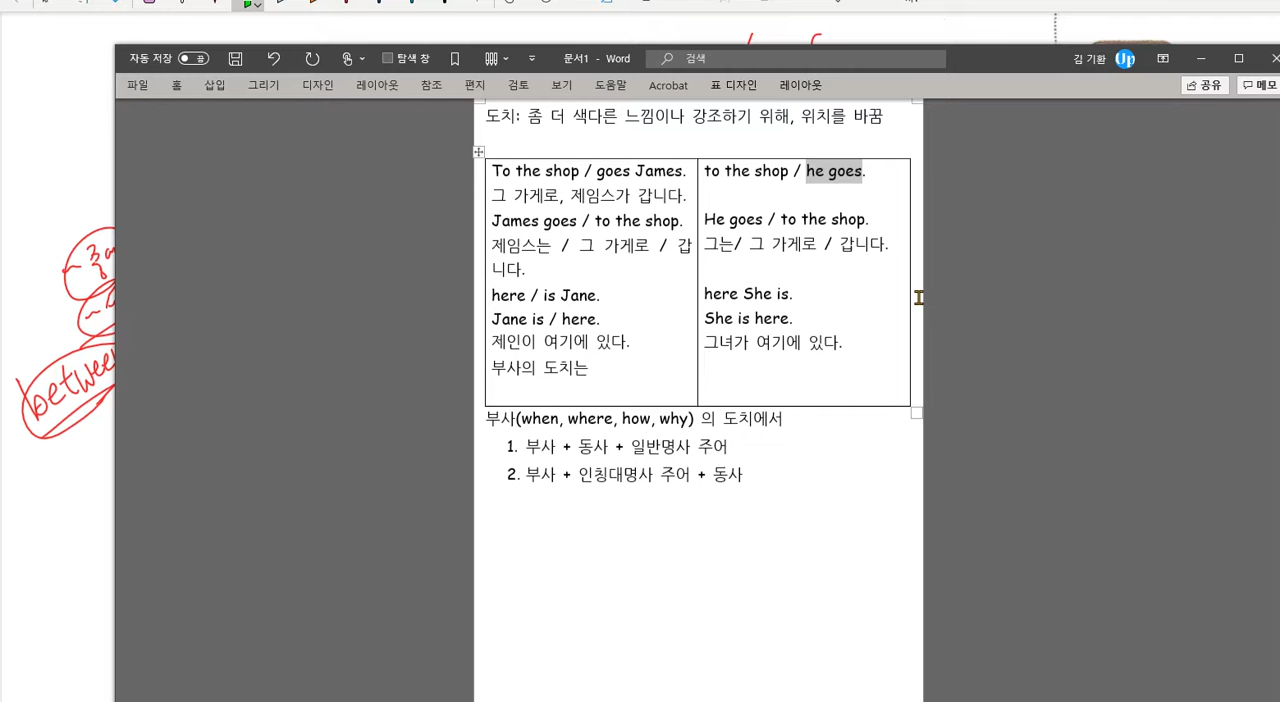 자동 저장
탐색 창
문서1 - Word
검색
김 기환
Up
파일 홈 삽입 그리기 디자인 레이아웃 참조 편지 검토 보기 도움말 Acrobat 표 디자인 레이아웃
공유 메모
도치: 좀 더 색다른 느낌이나 강조하기 위해, 위치를 바꿈
To the shop / goes James.
그 가게로, 제임스가 갑니다.
James goes / to the shop.
제임스는 / 그 가게로 / 갑
니다.
here / is Jane.
Jane is / here.
제인이 여기에 있다.
부사의 도치는
to the shop / he goes.
He goes / to the shop.
그는/ 그 가게로 / 갑니다.
here She is.
She is here.
그녀가 여기에 있다.
부사(when, where, how, why) 의 도치에서
1. 부사 + 동사 + 일반명사 주어
2. 부사 + 인칭대명사 주어 + 동사